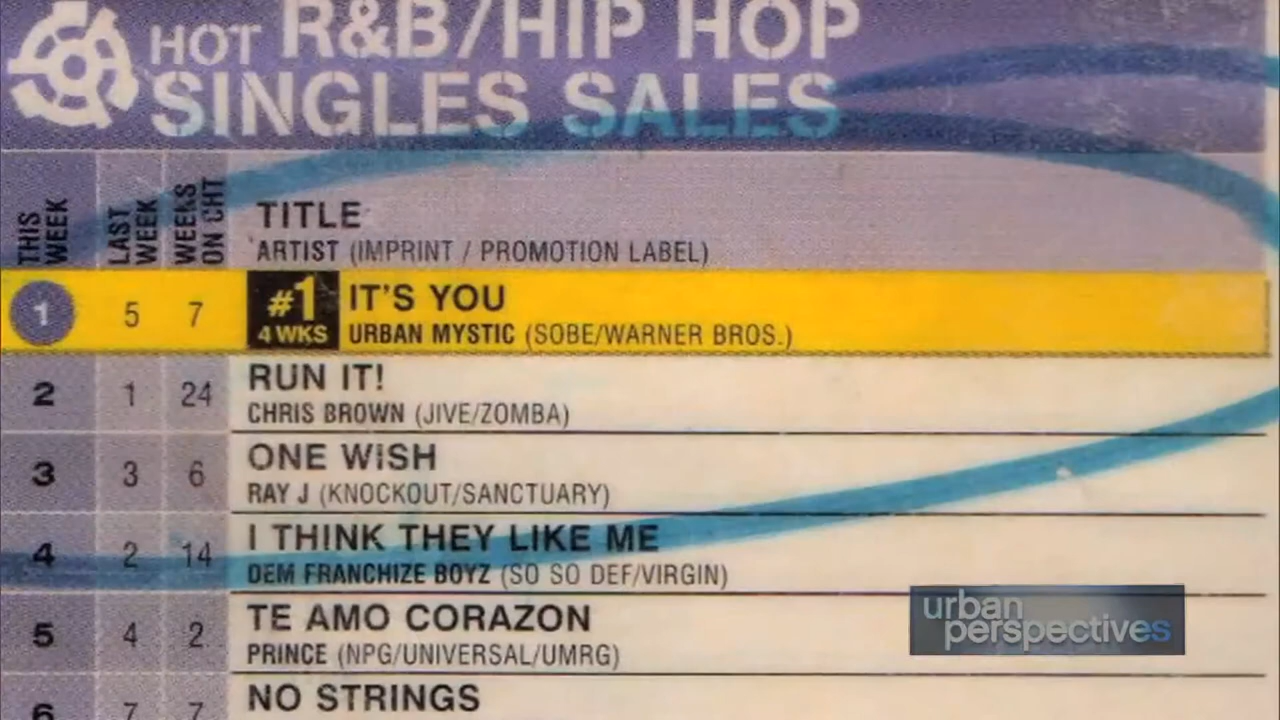 HOT R&B/HIP HOP
SINGLES SALES
THIS WEEK
LAST WEEK
WEEKS ON CHT
TITLE
ARTIST (IMPRINT / PROMOTION LABEL)
1 5 7 #1 4 WKS IT'S YOU
URBAN MYSTIC (SOBE/WARNER BROS.)
2 1 24 RUN IT!
CHRIS BROWN (JIVE/ZOMBA)
3 3 6 ONE WISH
RAY J (KNOCKOUT/SANCTUARY)
4 2 14 I THINK THEY LIKE ME
DEM FRANCHIZE BOYZ (SO SO DEF/VIRGIN)
5 4 2 TE AMO CORAZON
PRINCE (NPG/UNIVERSAL/UMRG)
6 7 7 NO STRINGS
urban
perspectives